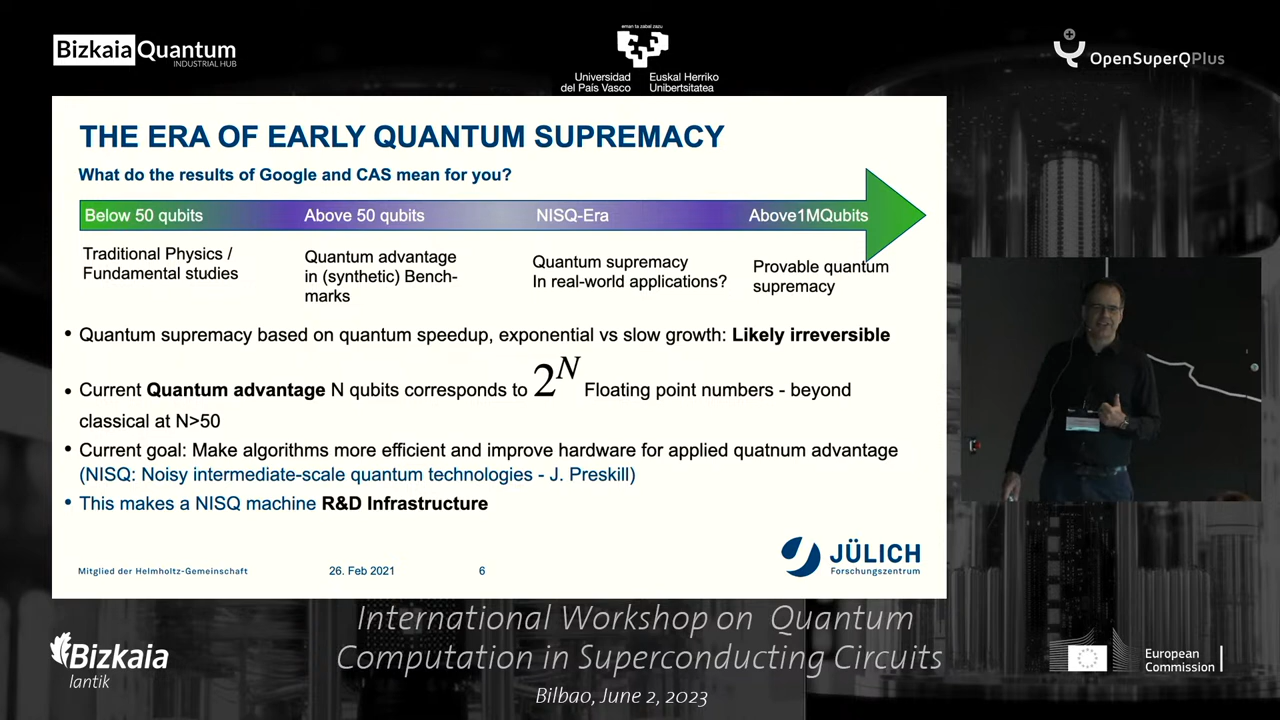 eman ta zabal zazu
Bizkaia Quantum
INDUSTRIAL HUB
Universidad
del País Vasco
Euskal Herriko
Unibertsitatea
OpenSuperQPlus
THE ERA OF EARLY QUANTUM SUPREMACY
What do the results of Google and CAS mean for you?
Below 50 qubits
Above 50 qubits
NISQ-Era
Above1MQubits
Traditional Physics /
Fundamental studies
Quantum advantage
in (synthetic) Bench-
marks
Quantum supremacy
In real-world applications?
Provable quantum
supremacy
• Quantum supremacy based on quantum speedup, exponential vs slow growth: Likely irreversible
• Current Quantum advantage N qubits corresponds to 2^N Floating point numbers - beyond
classical at N>50
• Current goal: Make algorithms more efficient and improve hardware for applied quatnum advantage
(NISQ: Noisy intermediate-scale quantum technologies - J. Preskill)
• This makes a NISQ machine R&D Infrastructure
Mitglied der Helmholtz-Gemeinschaft
26. Feb 2021
6
JÜLICH
Forschungszentrum
International Workshop on Quantum
Computation in Superconducting Circuits
Bilbao, June 2, 2023
Bizkaia
lantik
European
Commission